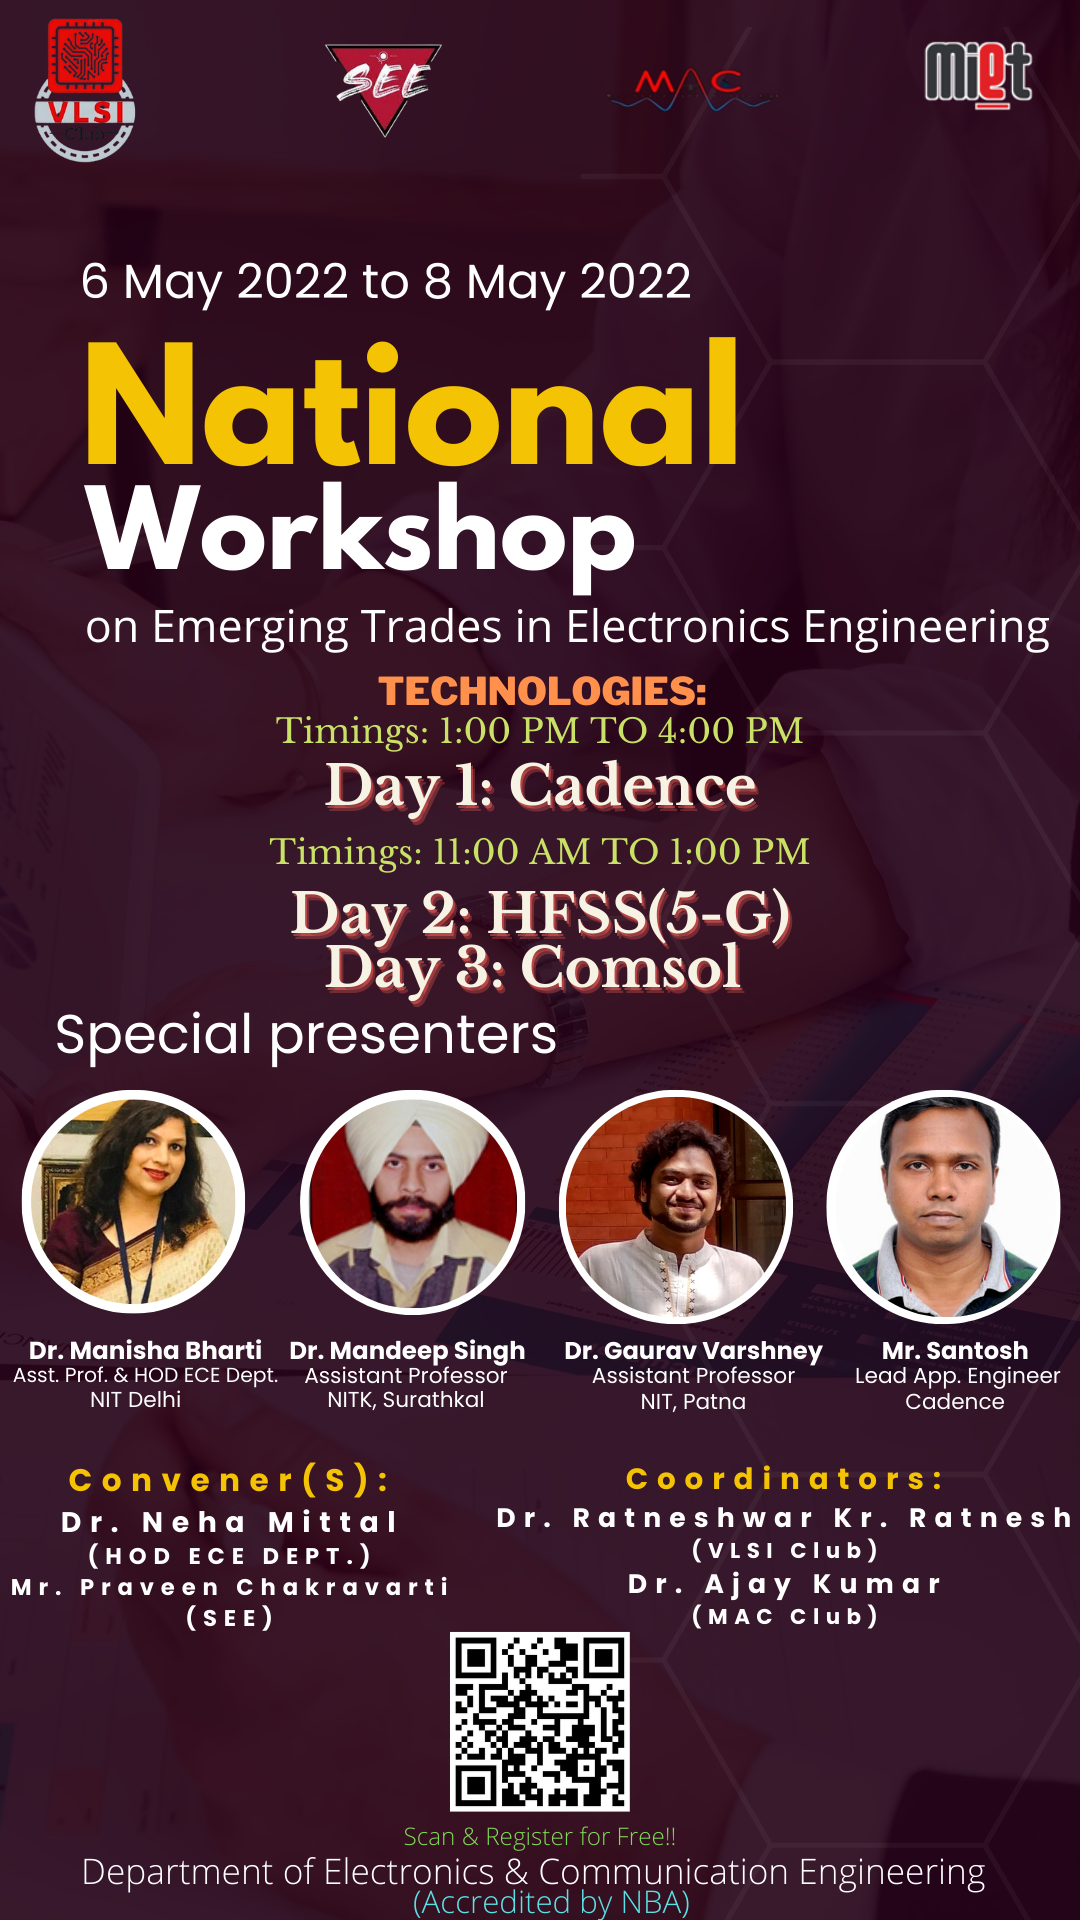 VLSI
CLUB
SEE
MAC
miet
6 May 2022 to 8 May 2022
National
Workshop
on Emerging Trades in Electronics Engineering
TECHNOLOGIES:
Timings: 1:00 PM TO 4:00 PM
Day 1: Cadence
Timings: 11:00 AM TO 1:00 PM
Day 2: HFSS(5-G)
Day 3: Comsol
Special presenters
Dr. Manisha Bharti
Asst. Prof. & HOD ECE Dept.
NIT Delhi
Dr. Mandeep Singh
Assistant Professor
NITK, Surathkal
Dr. Gaurav Varshney
Assistant Professor
NIT, Patna
Mr. Santosh
Lead App. Engineer
Cadence
Convener(S):
Dr. Neha Mittal
(HOD ECE DEPT.)
Mr. Praveen Chakravarti
(SEE)
Coordinators:
Dr. Ratneshwar Kr. Ratnesh
(VLSI Club)
Dr. Ajay Kumar
(MAC Club)
Scan & Register for Free!!
Department of Electronics & Communication Engineering
(Accredited by NBA)